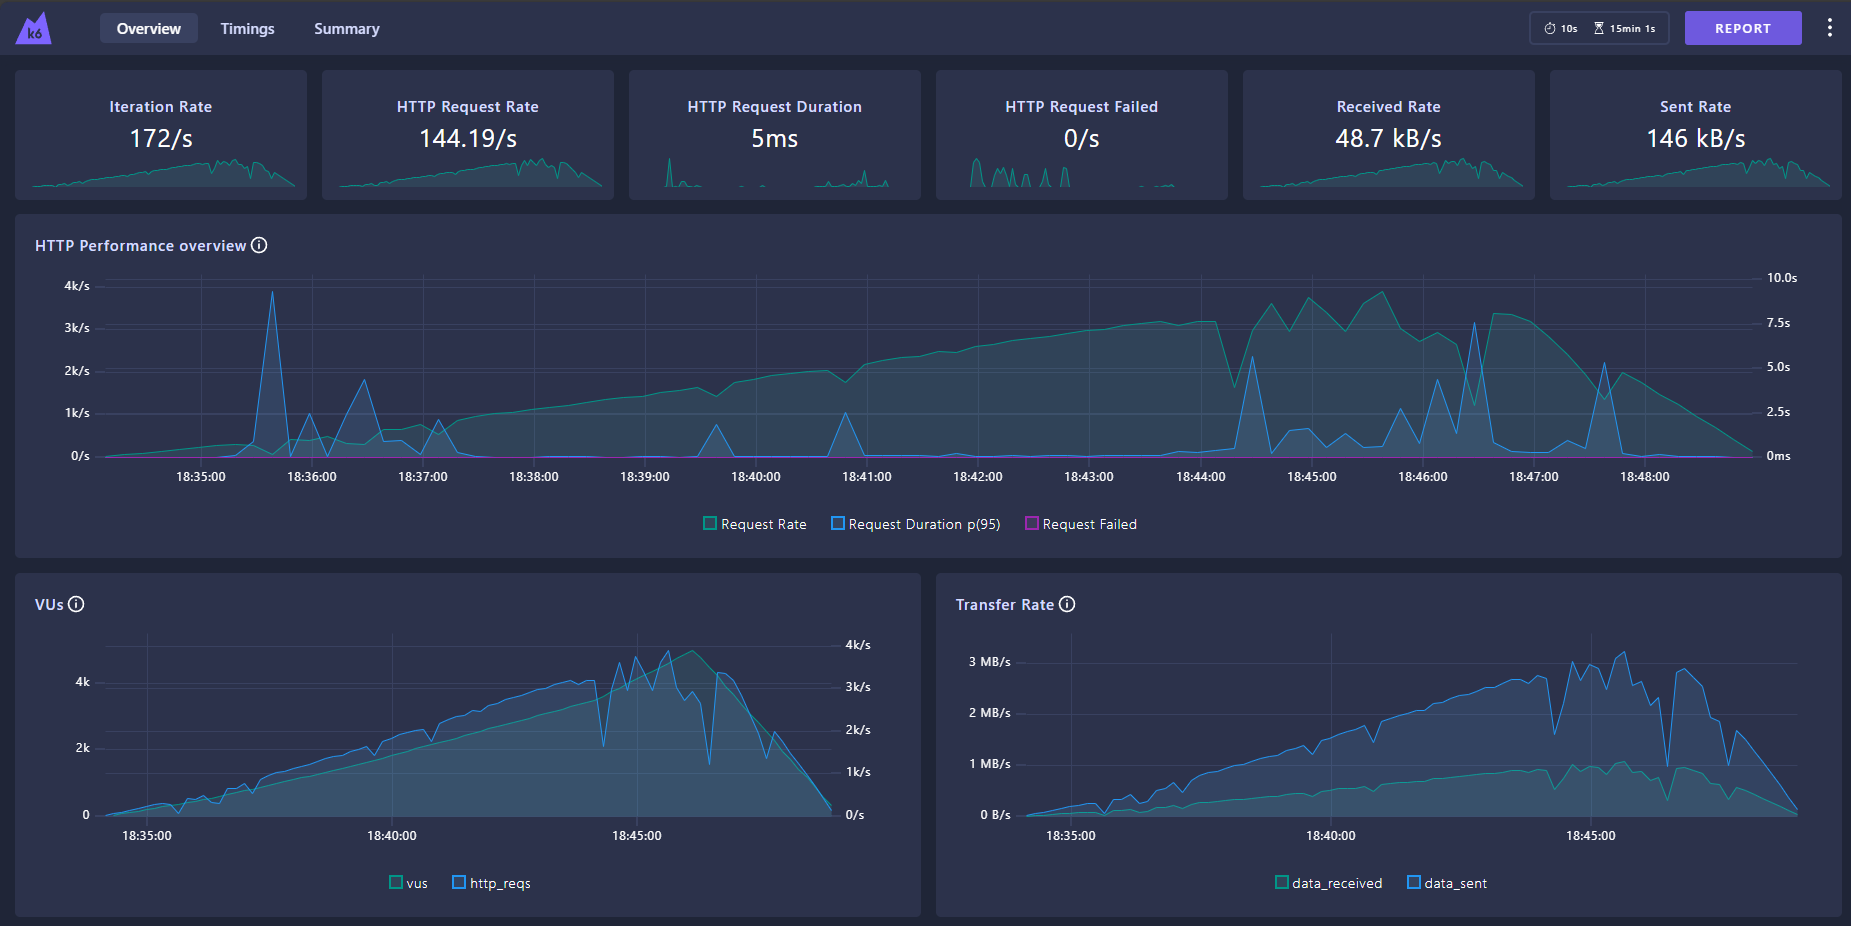 k6 Overview Timings Summary 10s 15min 1s REPORT
Iteration Rate
172/s
HTTP Request Rate
144.19/s
HTTP Request Duration
5ms
HTTP Request Failed
0/s
Received Rate
48.7 kB/s
Sent Rate
146 kB/s
HTTP Performance overview
4k/s
3k/s
2k/s
1k/s
0/s
10.0s
7.5s
5.0s
2.5s
0ms
18:35:00 18:36:00 18:37:00 18:38:00 18:39:00 18:40:00 18:41:00 18:42:00 18:43:00 18:44:00 18:45:00 18:46:00 18:47:00 18:48:00
Request Rate Request Duration p(95) Request Failed
VUs
4k
2k
0
4k/s
3k/s
2k/s
1k/s
0/s
18:35:00 18:40:00 18:45:00
vus http_reqs
Transfer Rate
3 MB/s
2 MB/s
1 MB/s
0 B/s
18:35:00 18:40:00 18:45:00
data_received data_sent